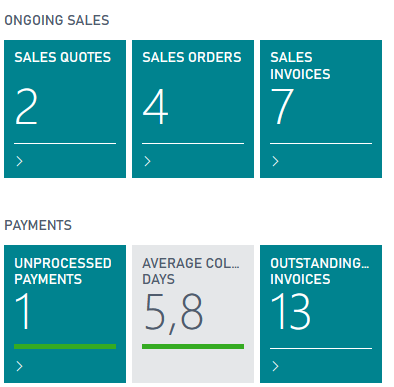 ONGOING SALES
SALES QUOTES
2
SALES ORDERS
4
SALES
INVOICES
7
PAYMENTS
UNPROCESSED
PAYMENTS
1
AVERAGE COL...
DAYS
5,8
OUTSTANDING...
INVOICES
13